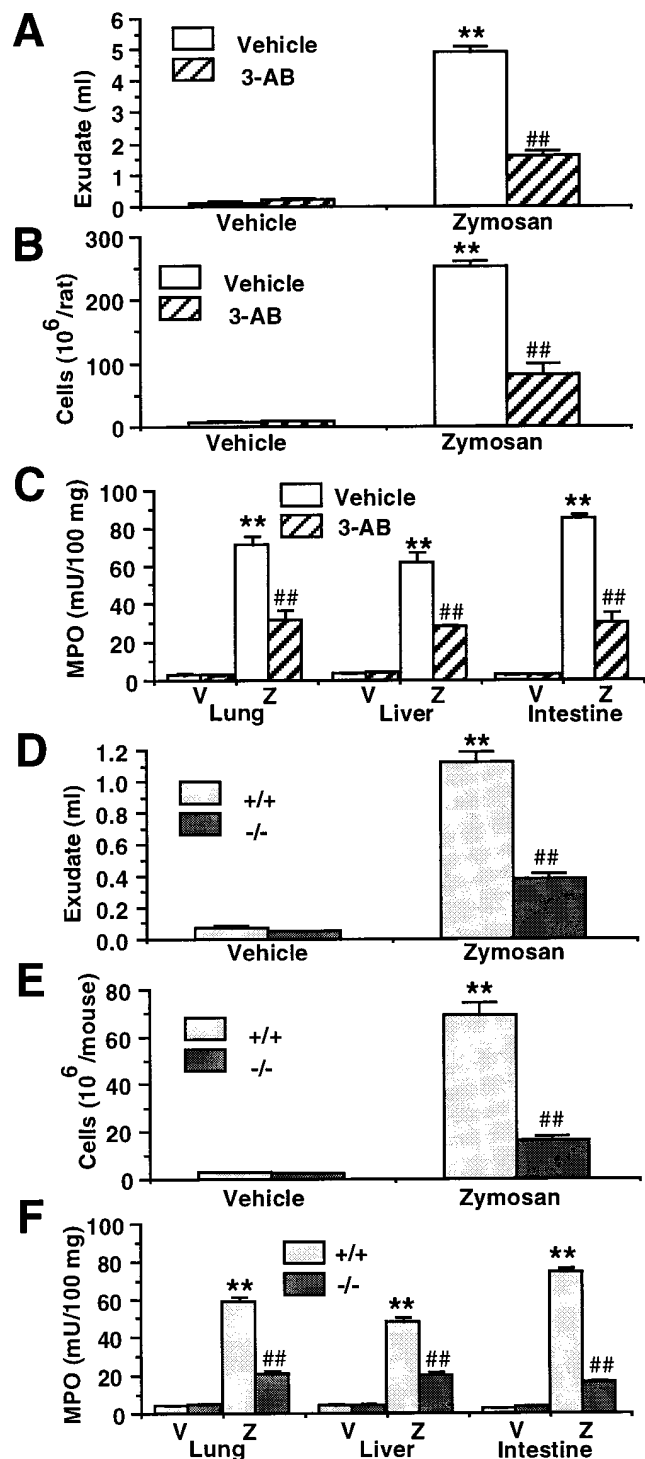 A
Exudate (ml)
6
5
4
3
2
1
0
Vehicle
3-AB
**
##
Vehicle
Zymosan
B
Cells (10^6/rat)
300
200
100
0
Vehicle
3-AB
**
##
Vehicle
Zymosan
C
MPO (mU/100 mg)
100
80
60
40
20
0
Vehicle
3-AB
**
##
**
##
**
##
V Z V Z V Z
Lung Liver Intestine
D
Exudate (ml)
1.2
1.0
0.8
0.6
0.4
0.2
0.0
+/+
-/-
**
##
Vehicle
Zymosan
E
Cells (10^6/mouse)
80
60
40
20
0
+/+
-/-
**
##
Vehicle
Zymosan
F
MPO (mU/100 mg)
100
80
60
40
20
0
+/+
-/-
**
##
**
##
**
##
V Z V Z V Z
Lung Liver Intestine